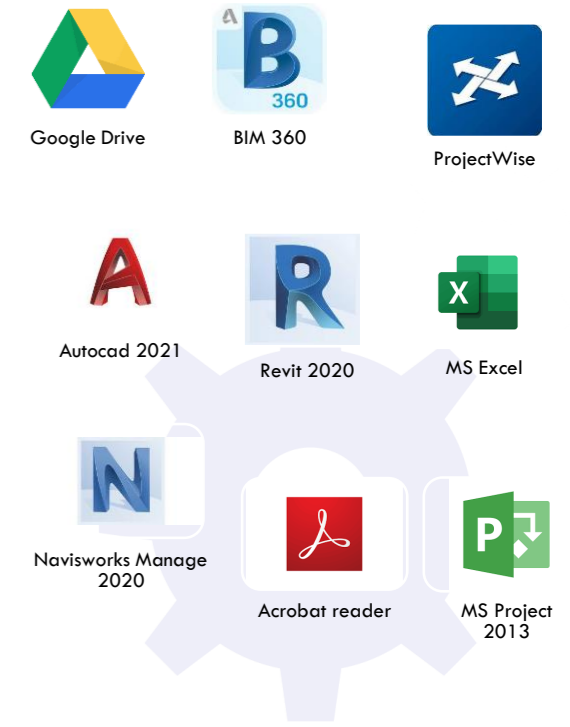 360
Google Drive
BIM 360
ProjectWise
Autocad 2021
X
Revit 2020
MS Excel
Navisworks Manage
2020
P
Acrobat reader
MS Project
2013